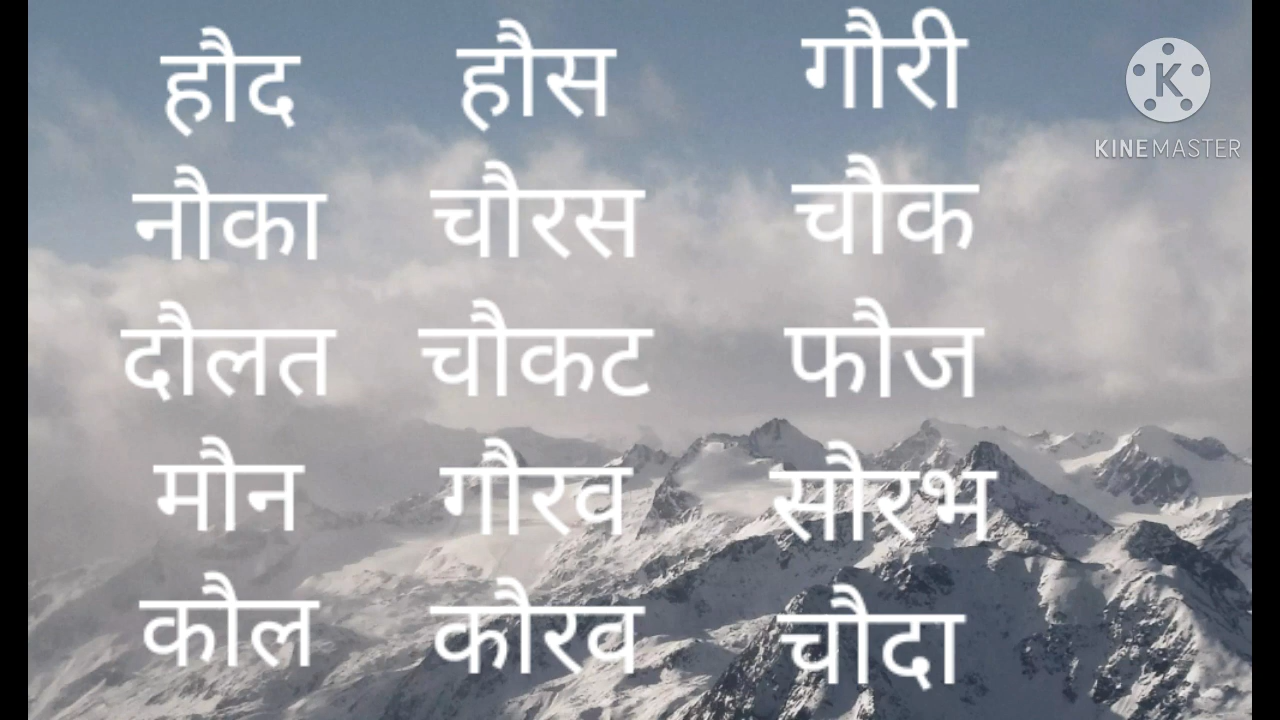 हौद हौस गौरी
नौका चौरस चौक
दौलत चौकट फौज
मौन गौरव सौरभ
कौल कौरव चौदा
K
KINEMASTER